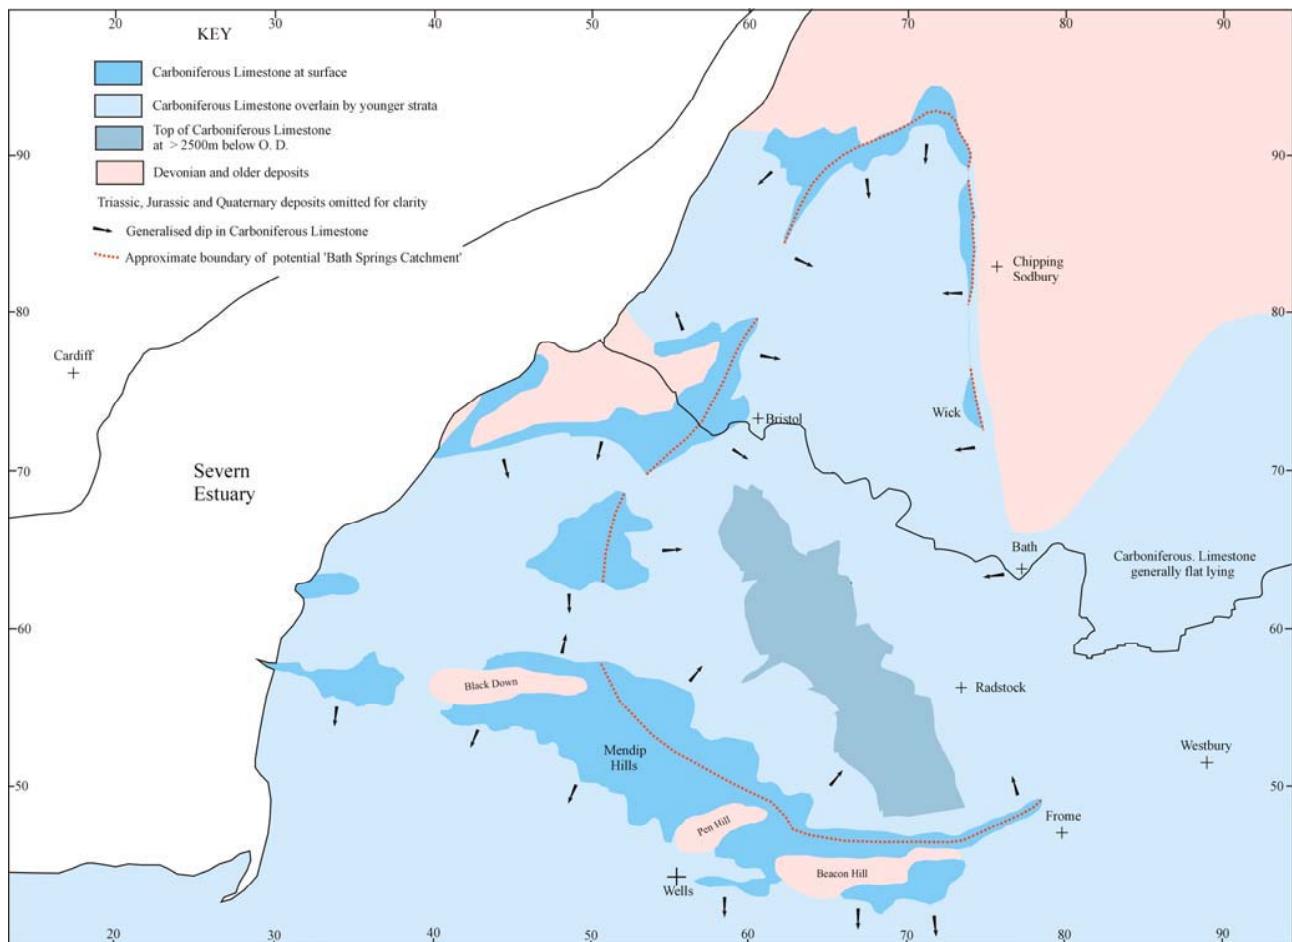 20 30 40 50 60 70 80 90
KEY
Carboniferous Limestone at surface
Carboniferous Limestone overlain by younger strata
Top of Carboniferous Limestone
at > 2500m below O. D.
Devonian and older deposits
Triassic, Jurassic and Quaternary deposits omitted for clarity
Generalised dip in Carboniferous Limestone
Approximate boundary of potential 'Bath Springs Catchment'
90 90
Chipping
Sodbury
80 80
Cardiff
Wick
Bristol
70 70
Severn
Estuary
Bath
Carboniferous. Limestone
generally flat lying
60 60
Black Down
Radstock
Mendip
Hills
Westbury
50 50
Pen Hill
Frome
Beacon Hill
Wells
20 30 40 50 60 70 80 90